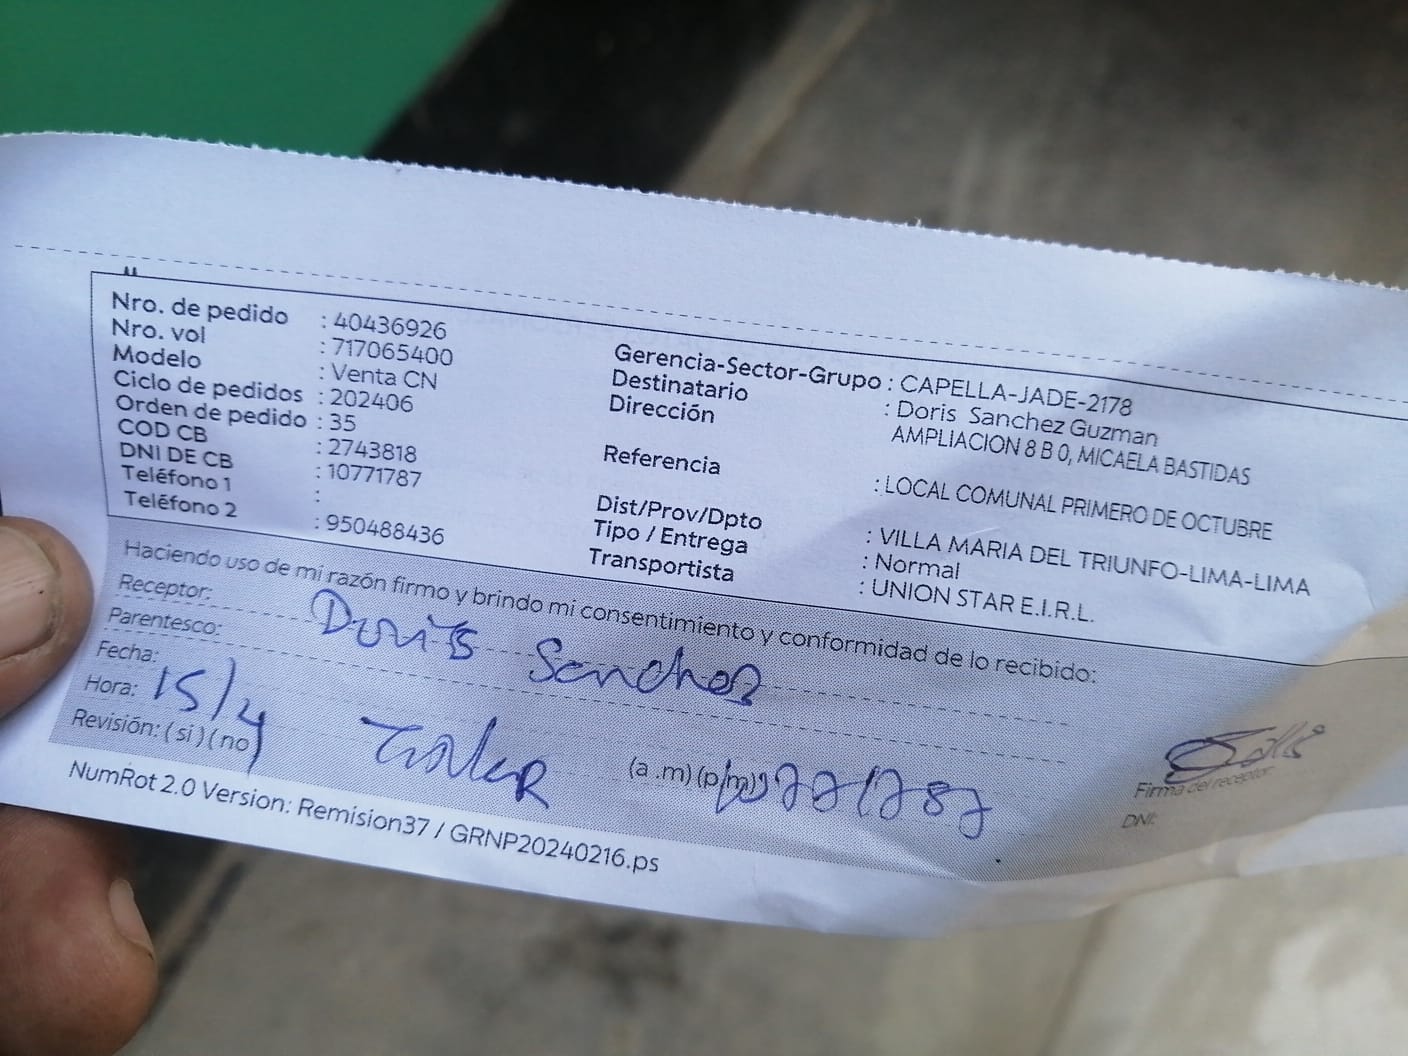 Nro. de pedido : 40436926
Nro. vol : 717065400
Modelo : Venta CN
Ciclo de pedidos : 202406
Orden de pedido : 35
COD CB : 2743818
DNI DE CB : 10771787
Teléfono 1 :
Teléfono 2 : 950488436
Gerencia-Sector-Grupo : CAPELLA-JADE-2178
Destinatario : Doris Sanchez Guzman
Dirección AMPLIACION 8 B 0, MICAELA BASTIDAS
Referencia : LOCAL COMUNAL PRIMERO DE OCTUBRE
Dist/Prov/Dpto : VILLA MARIA DEL TRIUNFO-LIMA-LIMA
Tipo / Entrega : Normal
Transportista : UNION STAR E.I.R.L.
Haciendo uso de mi razón firmo y brindo mi consentimiento y conformidad de lo recibido:
Receptor: Doris Sanchez
Parentesco:
Fecha: 15/4
Hora: (a .m) (p.m) 10771787
Revisión: (si) (no)
Firma del receptor
DNI:
NumRot 2.0 Version: Remision37 / GRNP20240216.ps